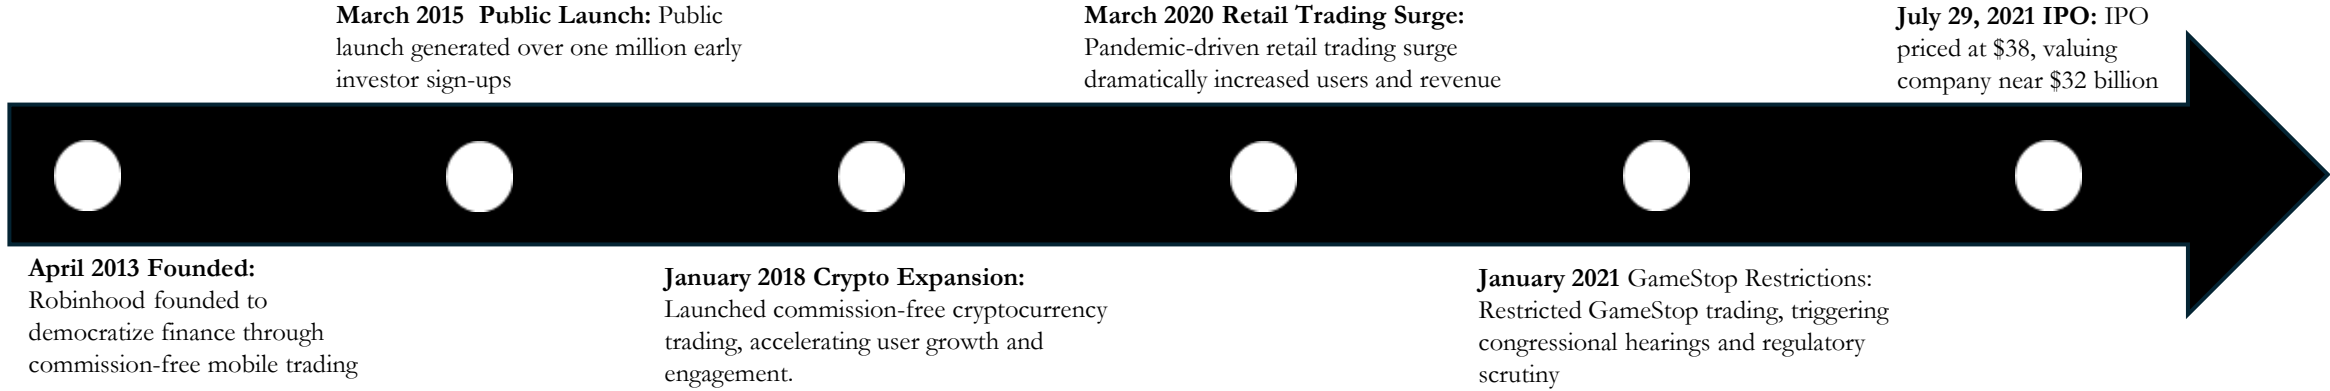 April 2013 Founded:
Robinhood founded to
democratize finance through
commission-free mobile trading
March 2015  Public Launch: Public
launch generated over one million early
investor sign-ups
January 2018 Crypto Expansion:
Launched commission-free cryptocurrency
trading, accelerating user growth and
engagement.
March 2020 Retail Trading Surge:
Pandemic-driven retail trading surge
dramatically increased users and revenue
January 2021 GameStop Restrictions:
Restricted GameStop trading, triggering
congressional hearings and regulatory
scrutiny
July 29, 2021 IPO: IPO
priced at $38, valuing
company near $32 billion